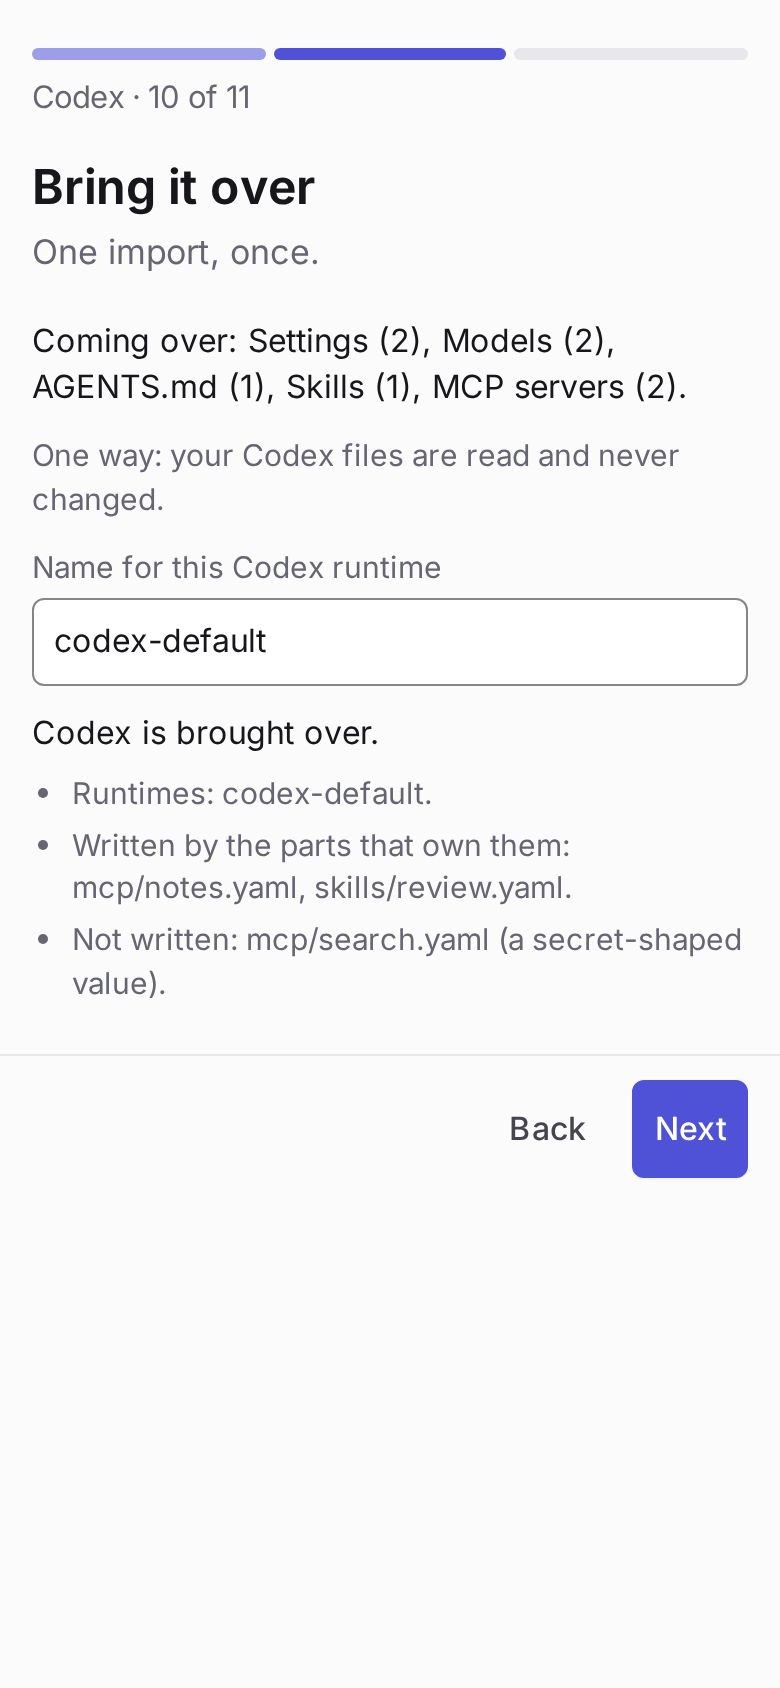 Codex · 10 of 11
Bring it over
One import, once.
Coming over: Settings (2), Models (2),
AGENTS.md (1), Skills (1), MCP servers (2).
One way: your Codex files are read and never
changed.
Name for this Codex runtime
codex-default
Codex is brought over.
• Runtimes: codex-default.
• Written by the parts that own them:
mcp/notes.yaml, skills/review.yaml.
• Not written: mcp/search.yaml (a secret-shaped
value).
Back
Next